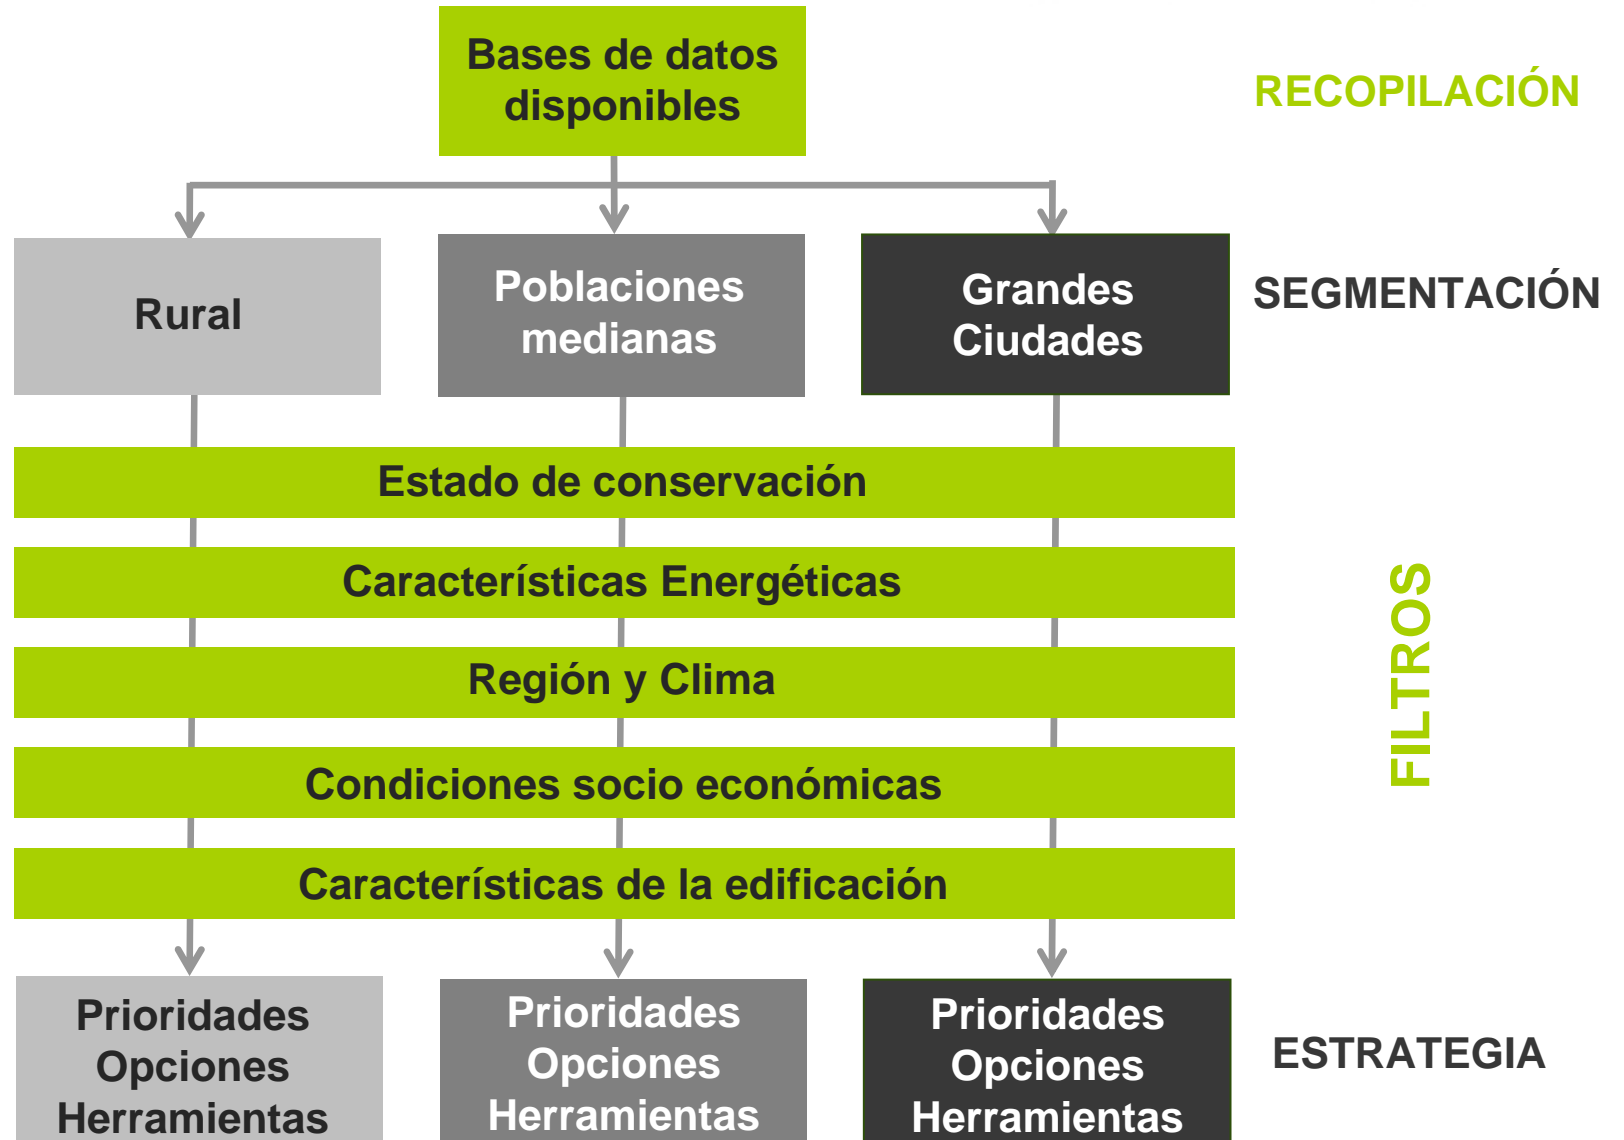 Bases de datos
disponibles
RECOPILACIÓN
Rural
Poblaciones
medianas
Grandes
Ciudades
SEGMENTACIÓN
Estado de conservación
Características Energéticas
Región y Clima
Condiciones socio económicas
Características de la edificación
FILTROS
Prioridades
Opciones
Herramientas
Prioridades
Opciones
Herramientas
Prioridades
Opciones
Herramientas
ESTRATEGIA